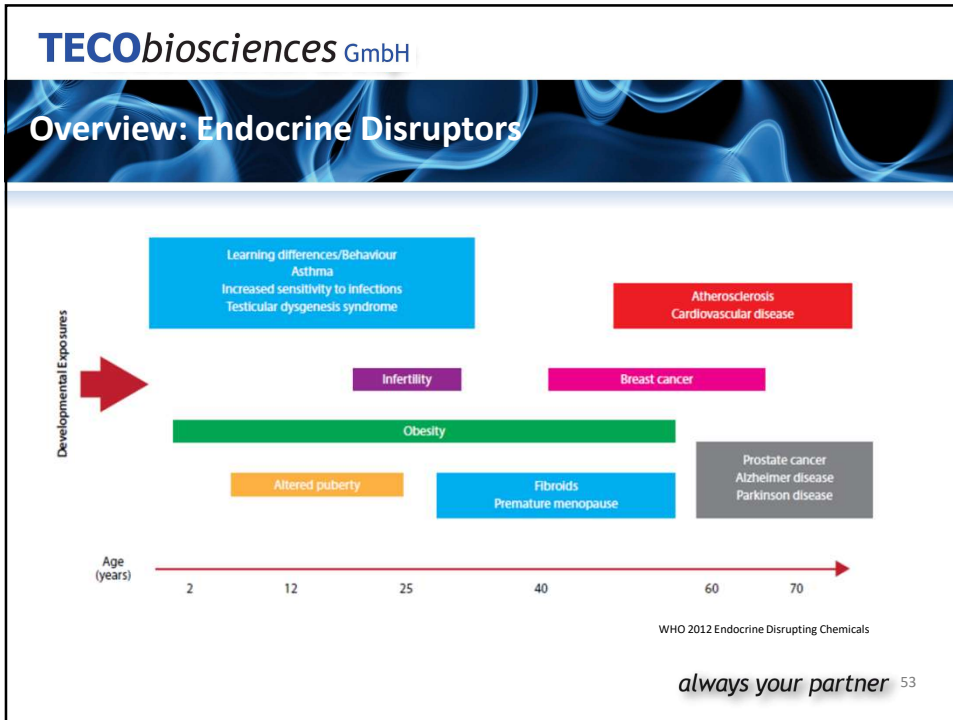 TECObiosciences GmbH
Overview: Endocrine Disruptors
Learning differences/Behaviour
Asthma
Increased sensitivity to infections
Testicular dysgenesis syndrome
Atherosclerosis
Cardiovascular disease
Developmental Exposures
Infertility
Breast cancer
Obesity
Altered puberty
Fibroids
Premature menopause
Prostate cancer
Alzheimer disease
Parkinson disease
Age
(years)
2 12 25 40 60 70
WHO 2012 Endocrine Disrupting Chemicals
always your partner 53